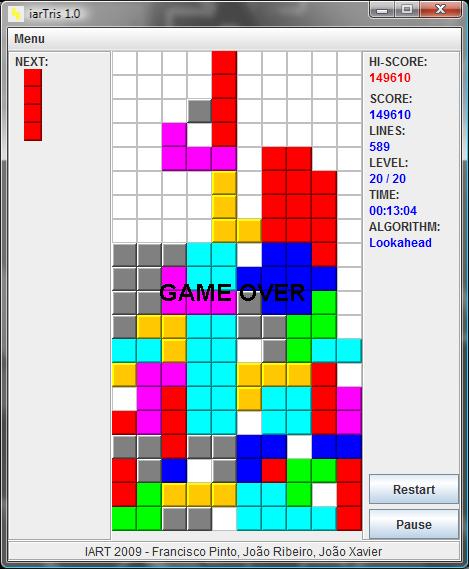 iarTris 1.0
Menu
NEXT:
HI-SCORE:
149610
SCORE:
149610
LINES:
589
LEVEL:
20 / 20
TIME:
00:13:04
ALGORITHM:
Lookahead
GAME OVER
Restart
Pause
IART 2009 - Francisco Pinto, João Ribeiro, João Xavier